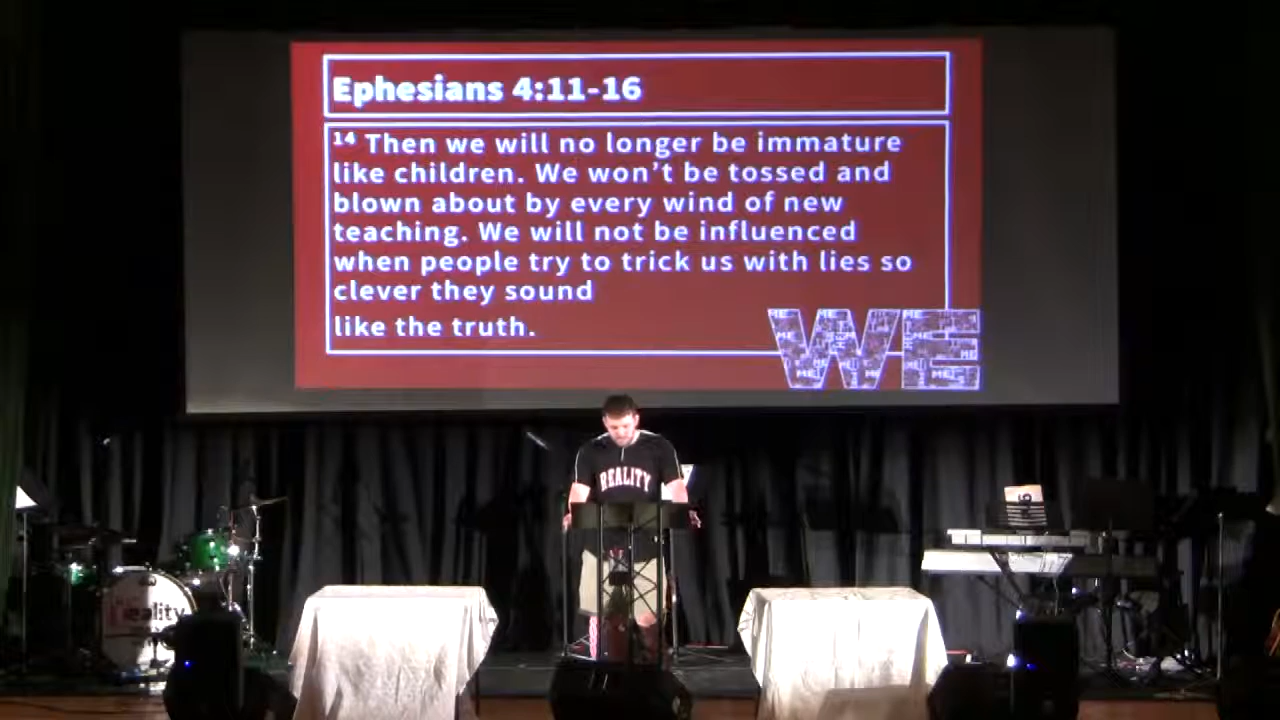 Ephesians 4:11-16
14 Then we will no longer be immature
like children. We won't be tossed and
blown about by every wind of new
teaching. We will not be influenced
when people try to trick us with lies so
clever they sound
like the truth.
WE
REALITY
Reality